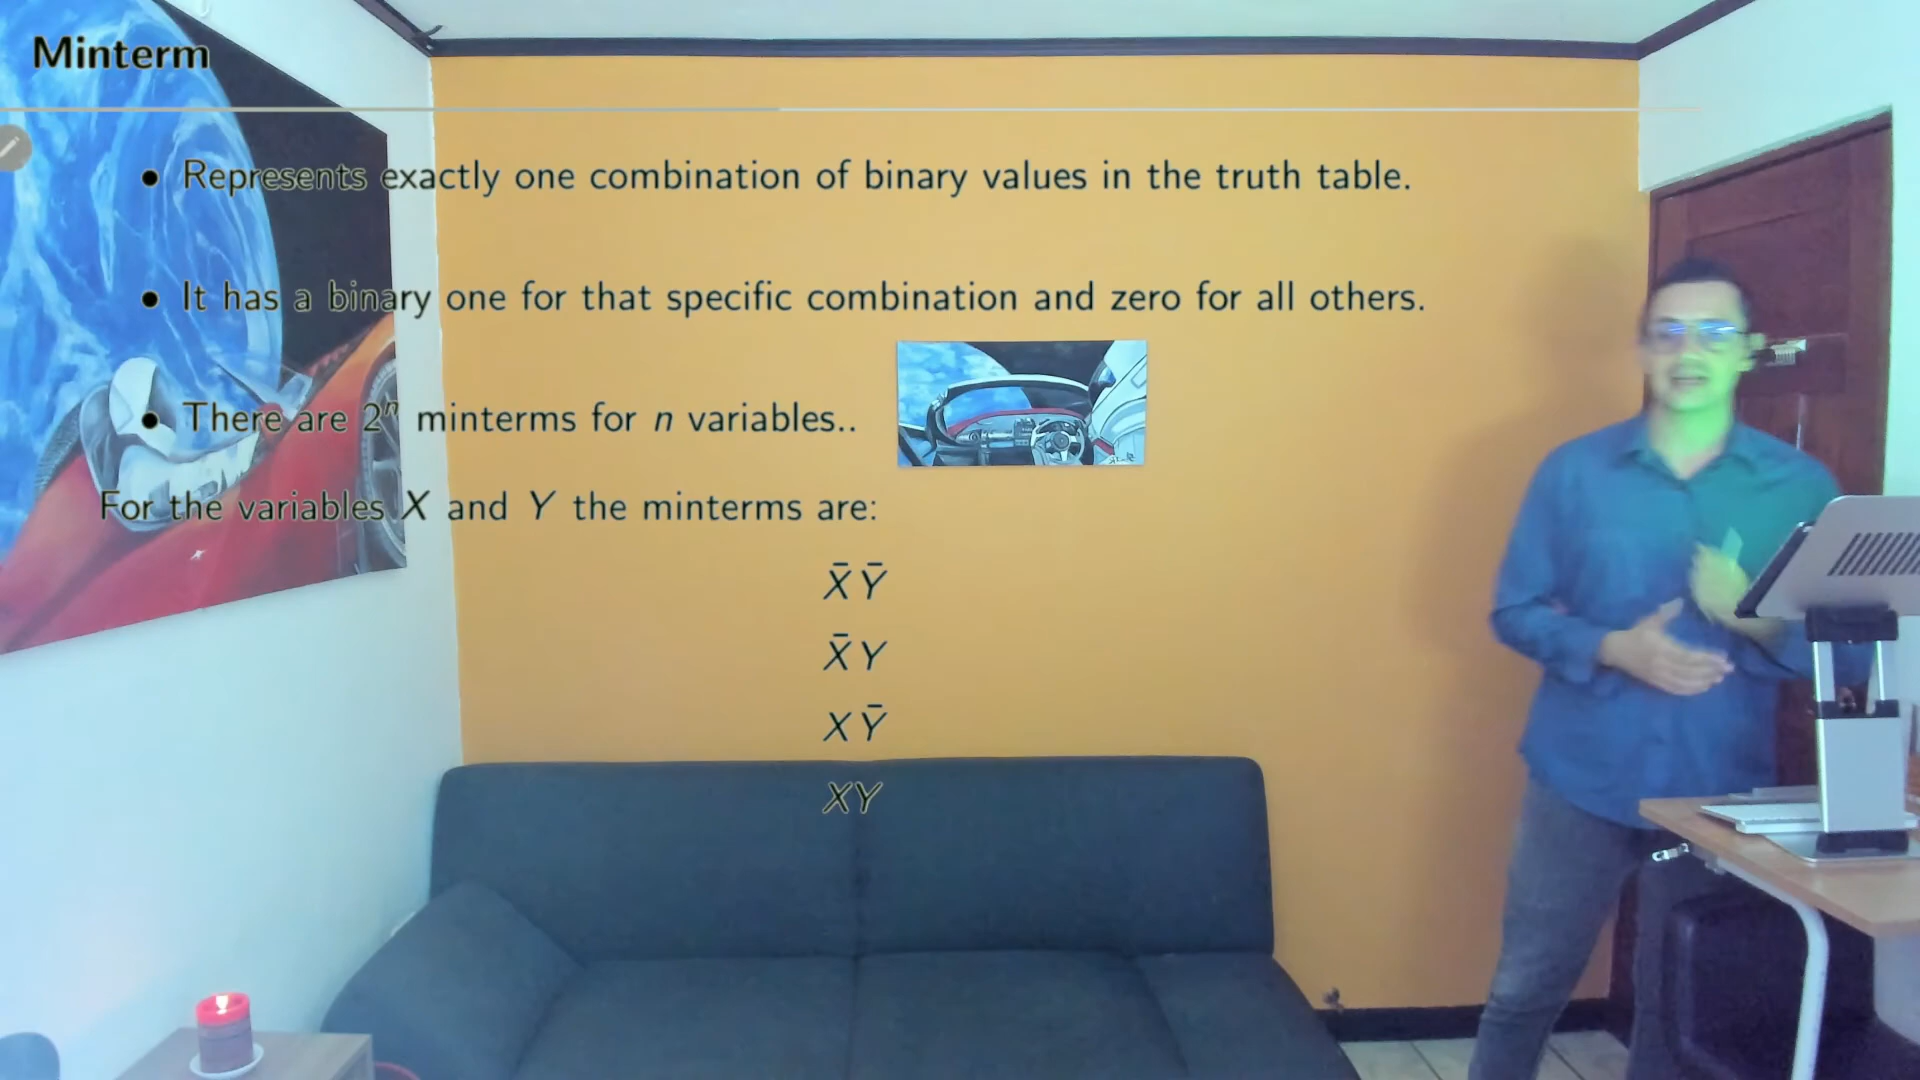 Minterm
• Represents exactly one combination of binary values in the truth table.
• It has a binary one for that specific combination and zero for all others.
• There are 2ⁿ minterms for n variables..
For the variables X and Y the minterms are:
X̄ Ȳ
X̄ Y
X Ȳ
XY